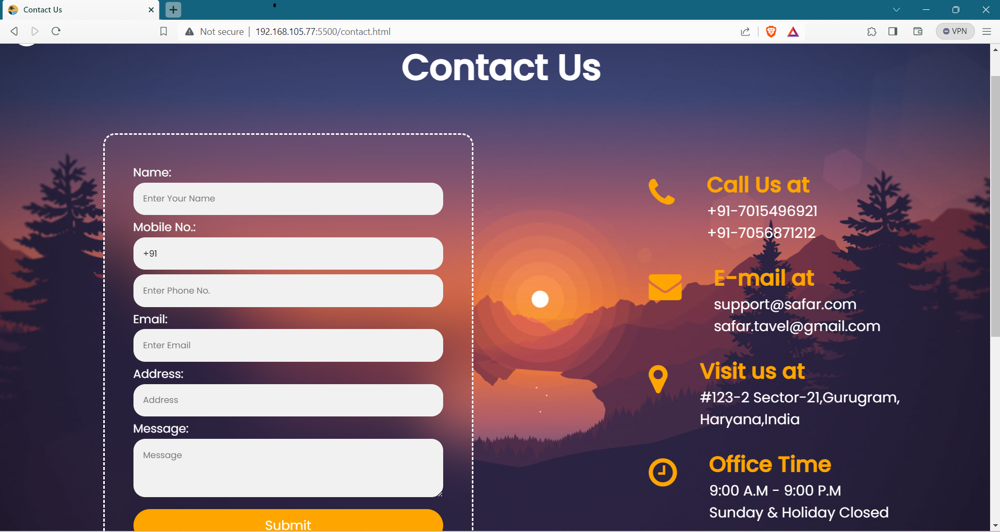 Contact Us
Not secure
192.168.105.77:5500/contact.html
VPN
Contact Us
Name:
Enter Your Name
Mobile No.:
+91
Enter Phone No.
Email:
Enter Email
Address:
Address
Message:
Message
Submit
Call Us at
+91-7015496921
+91-7056871212
E-mail at
support@safar.com
safar.tavel@gmail.com
Visit us at
#123-2 Sector-21,Gurugram,
Haryana,India
Office Time
9:00 A.M - 9:00 P.M
Sunday & Holiday Closed